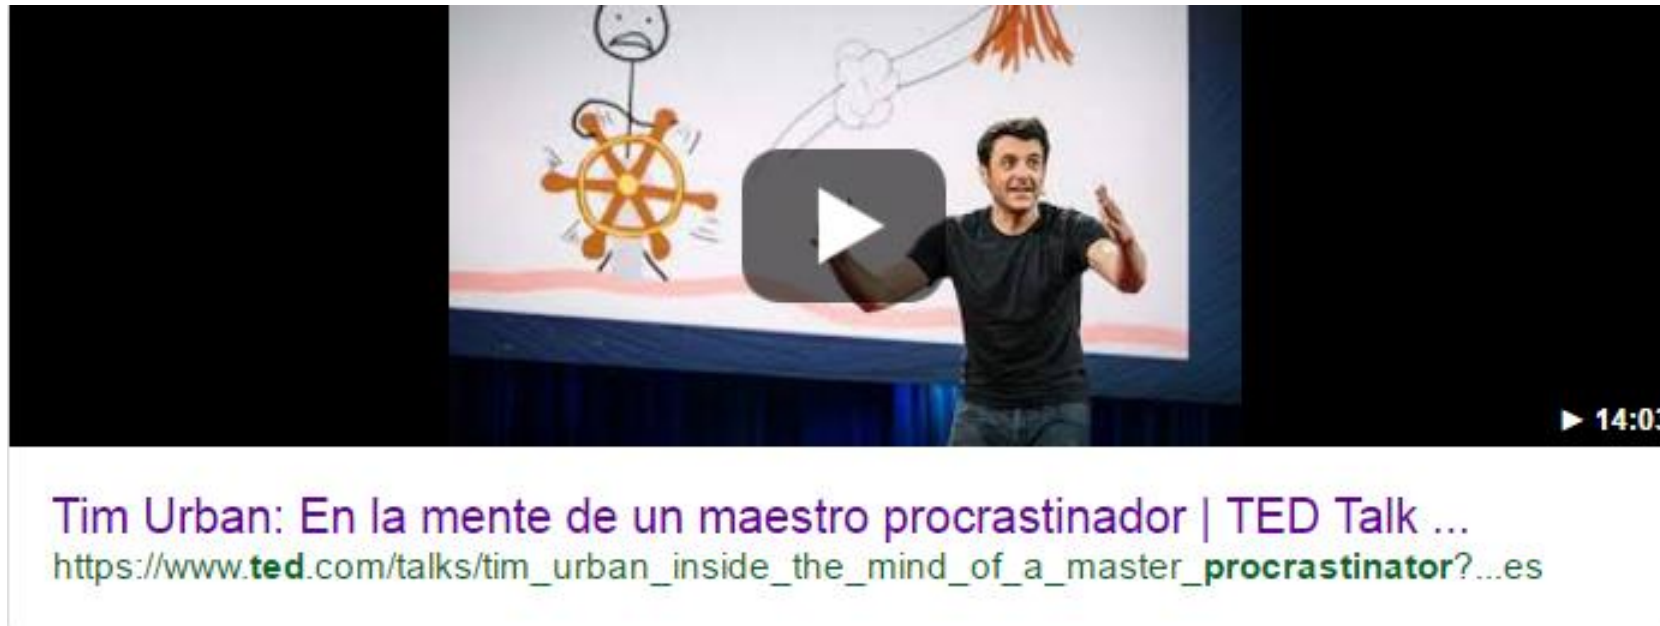 ► 14:03
Tim Urban: En la mente de un maestro procrastinador | TED Talk ...
https://www.ted.com/talks/tim_urban_inside_the_mind_of_a_master_procrastinator?...es